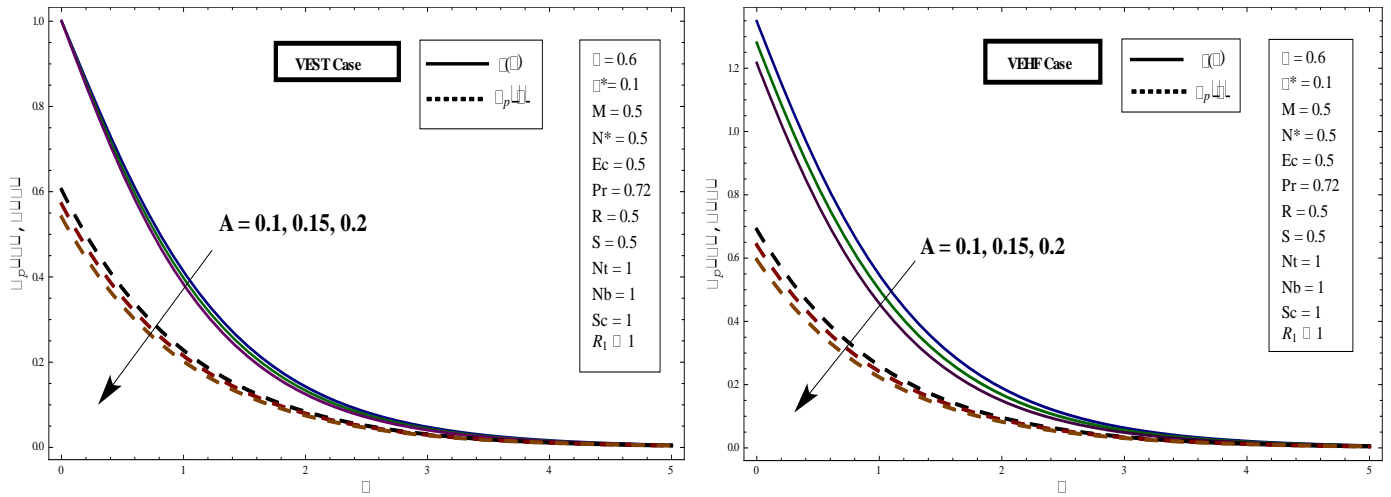 VEST Case
▯(▯)
▯p▯▯▯
▯ = 0.6
▯* = 0.1
M = 0.5
N* = 0.5
Ec = 0.5
Pr = 0.72
R = 0.5
S = 0.5
Nt = 1
Nb = 1
Sc = 1
R₁ ▯ 1
A = 0.1, 0.15, 0.2
▯p▯▯▯, ▯▯▯▯
1.0
0.8
0.6
0.4
0.2
0.0
0 1 2 3 4 5
▯
VEHF Case
▯(▯)
▯p▯▯▯
▯ = 0.6
▯* = 0.1
M = 0.5
N* = 0.5
Ec = 0.5
Pr = 0.72
R = 0.5
S = 0.5
Nt = 1
Nb = 1
Sc = 1
R₁ ▯ 1
A = 0.1, 0.15, 0.2
▯p▯▯▯, ▯▯▯▯
1.2
1.0
0.8
0.6
0.4
0.2
0.0
0 1 2 3 4 5
▯